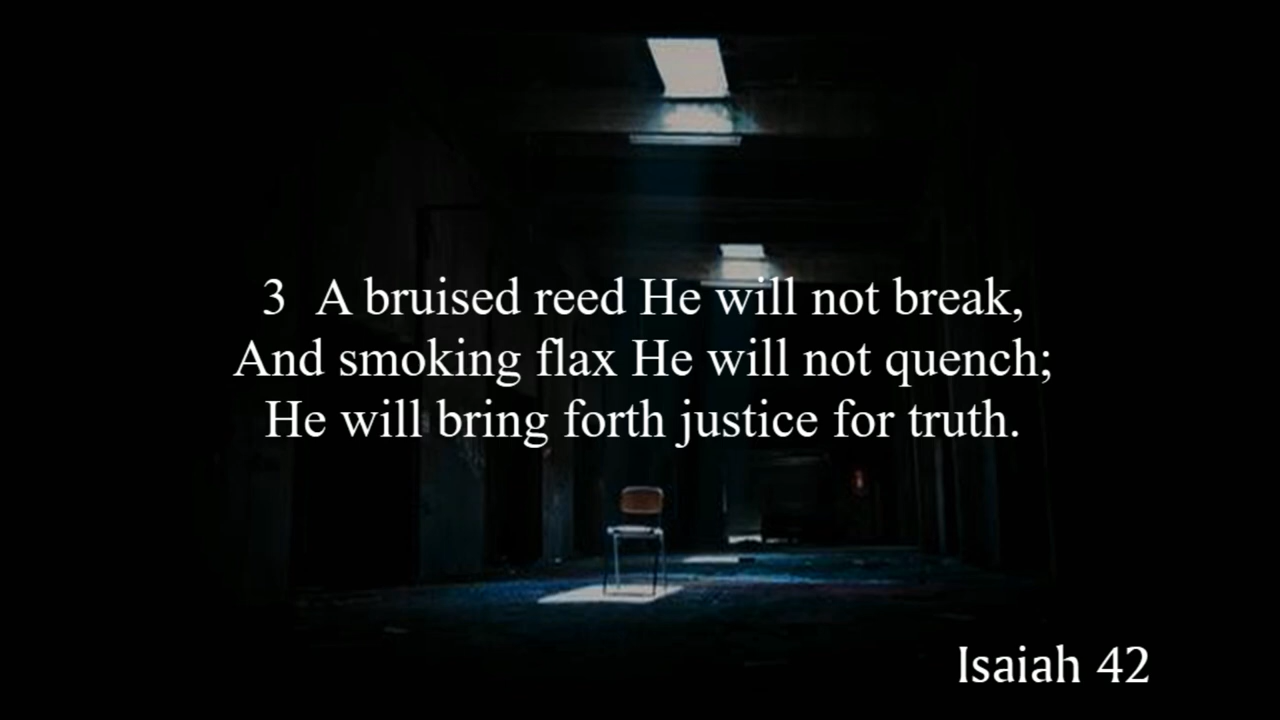 3 A bruised reed He will not break,
And smoking flax He will not quench;
He will bring forth justice for truth.
Isaiah 42